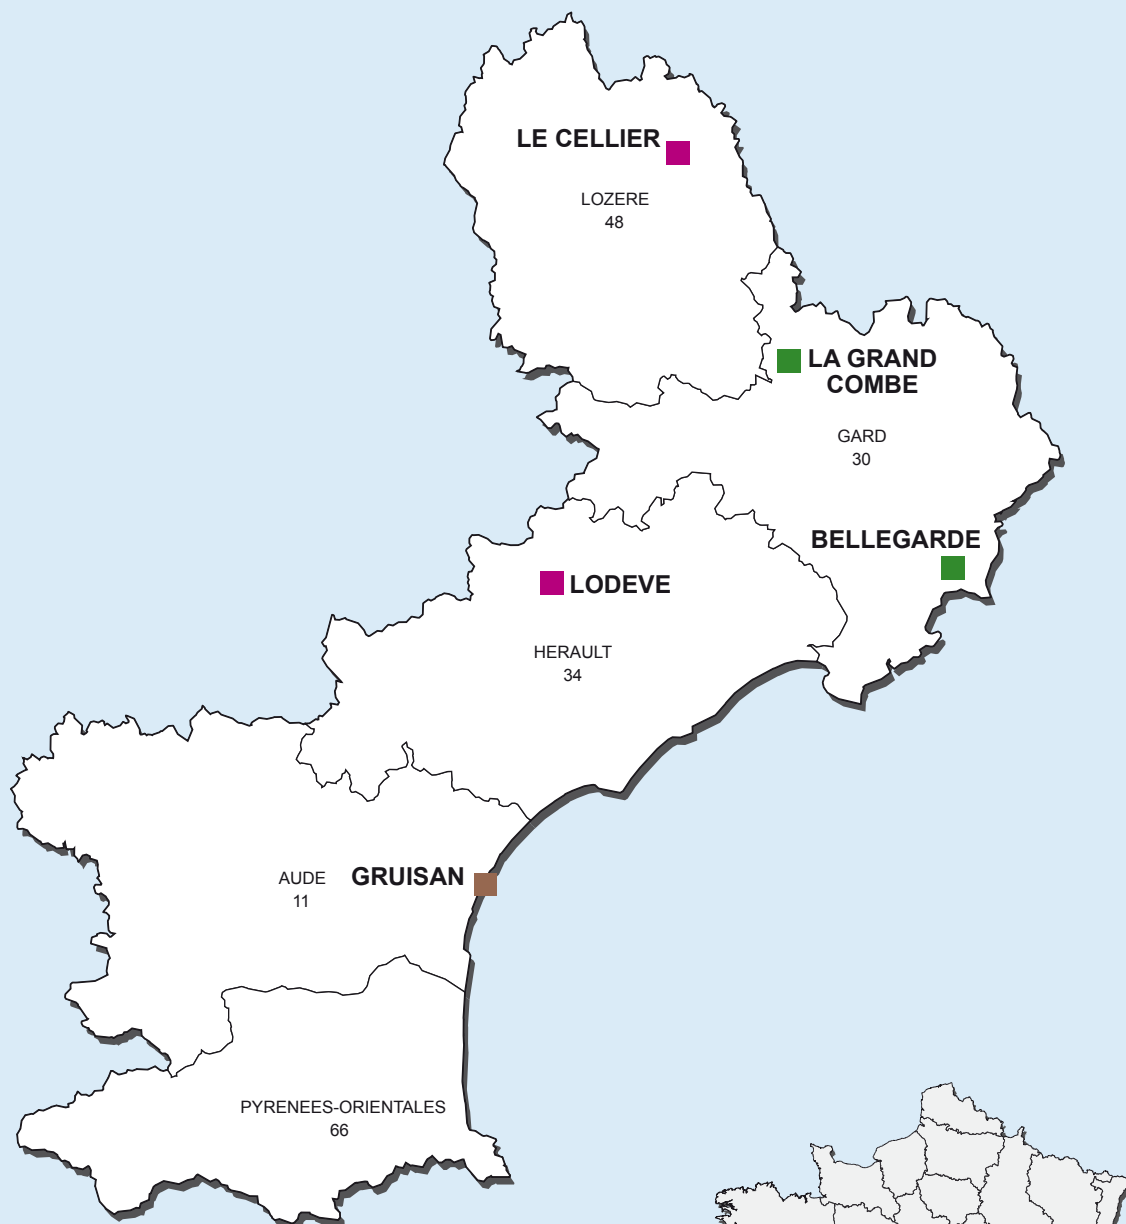 LE CELLIER
LOZERE
48
LA GRAND
COMBE
GARD
30
BELLEGARDE
LODEVE
HERAULT
34
AUDE
11
GRUISAN
PYRENEES-ORIENTALES
66